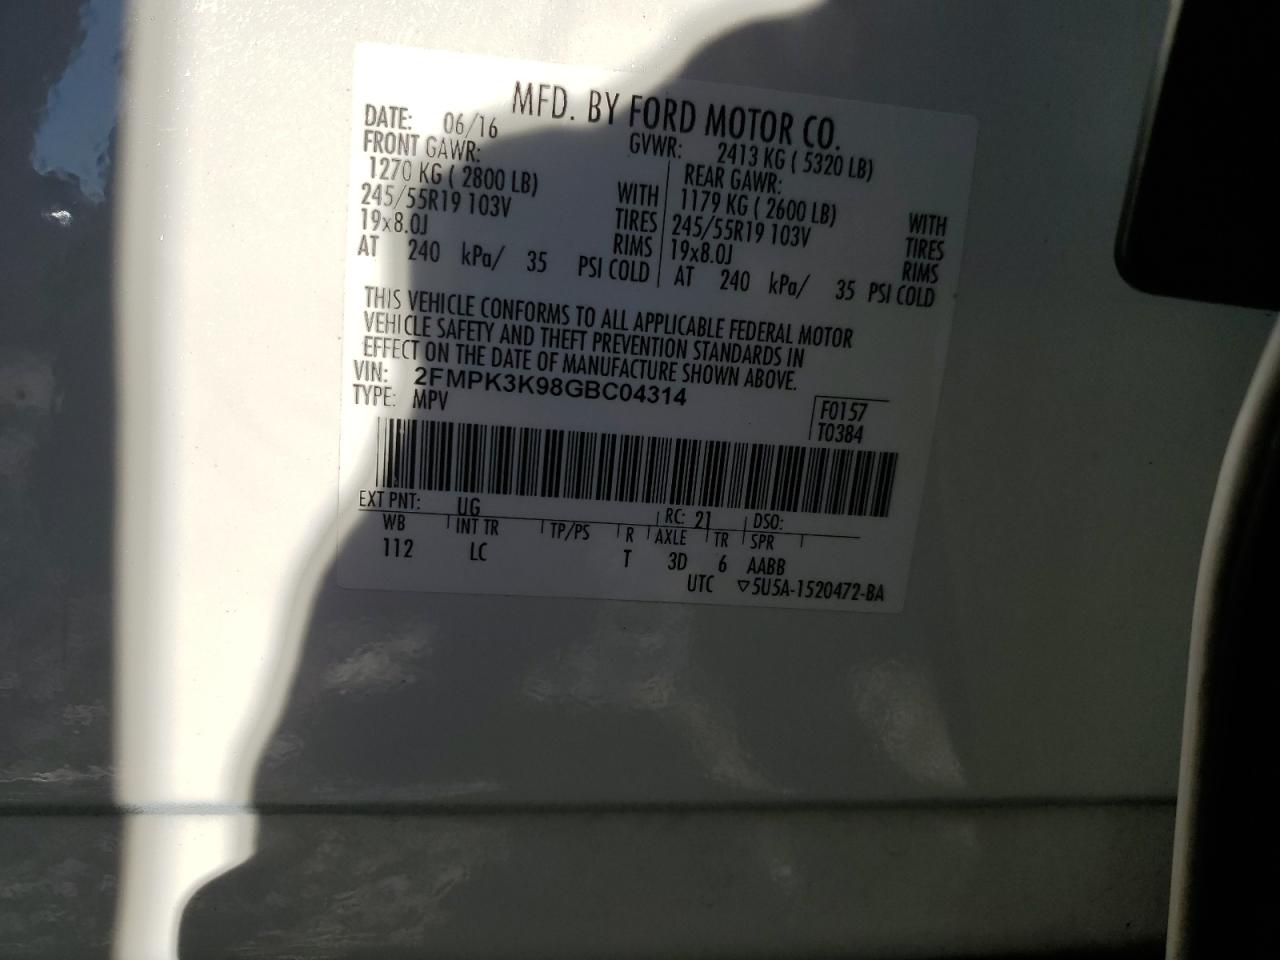 MFD. BY FORD MOTOR CO.
DATE: 06/16 GVWR: 2413 KG ( 5320 LB)
FRONT GAWR: REAR GAWR:
1270 KG ( 2800 LB) WITH 1179 KG ( 2600 LB) WITH
245/55R19 103V TIRES 245/55R19 103V TIRES
19x8.0J RIMS 19x8.0J RIMS
AT 240 kPa/ 35 PSI COLD AT 240 kPa/ 35 PSI COLD
THIS VEHICLE CONFORMS TO ALL APPLICABLE FEDERAL MOTOR
VEHICLE SAFETY AND THEFT PREVENTION STANDARDS IN
EFFECT ON THE DATE OF MANUFACTURE SHOWN ABOVE.
VIN: 2FMPK3K98GBC04314
TYPE: MPV F0157
T0384
EXT PNT: UG RC: 21 DSO:
WB INT TR TP/PS R AXLE TR SPR
112 LC T 3D 6 AABB
UTC ▽5U5A-1520472-BA